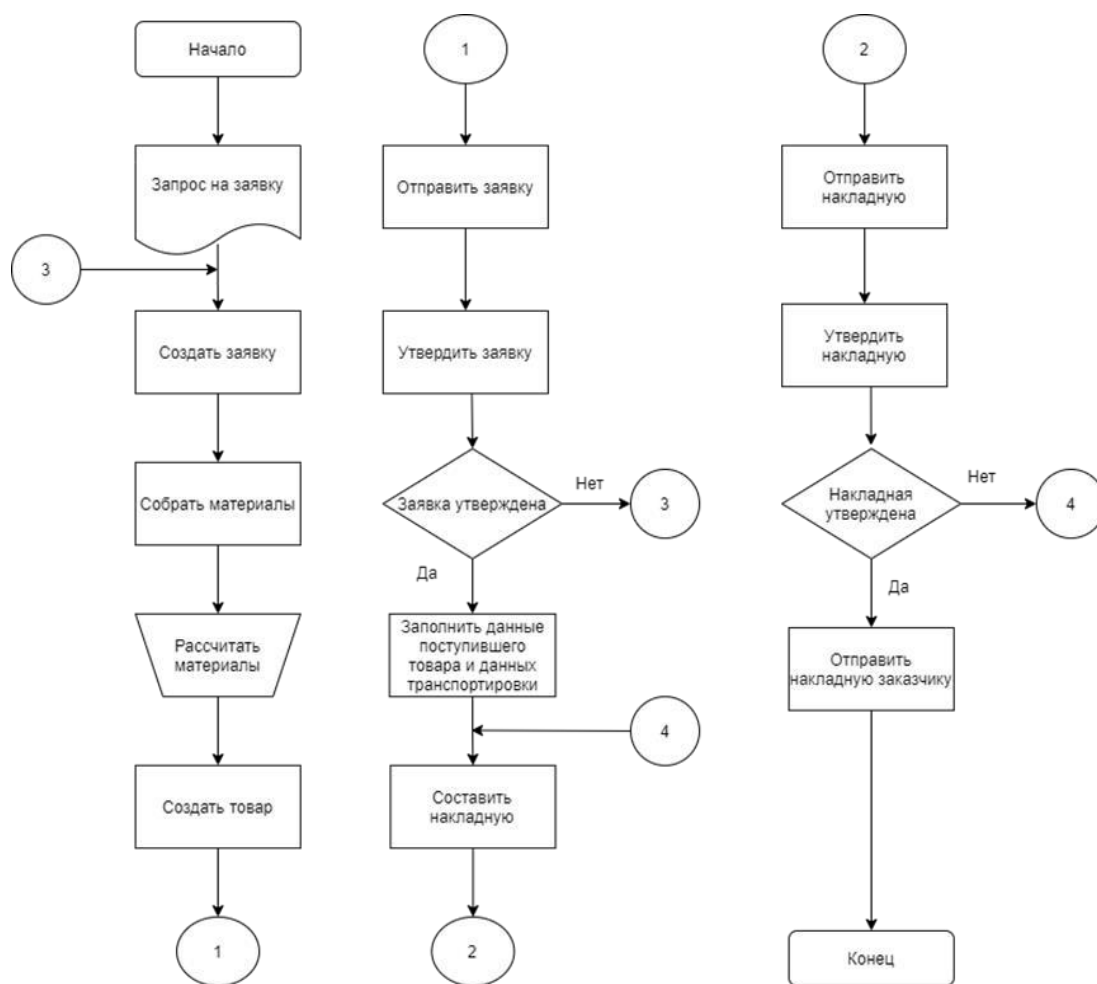 Начало
Запрос на заявку
3
Создать заявку
Собрать материалы
Рассчитать
материалы
Создать товар
1
1
Отправить заявку
Утвердить заявку
Заявка утверждена
Нет
3
Да
Заполнить данные
поступившего
товара и данных
транспортировки
4
Составить
накладную
2
2
Отправить
накладную
Утвердить
накладную
Накладная
утверждена
Нет
4
Да
Отправить
накладную заказчику
Конец